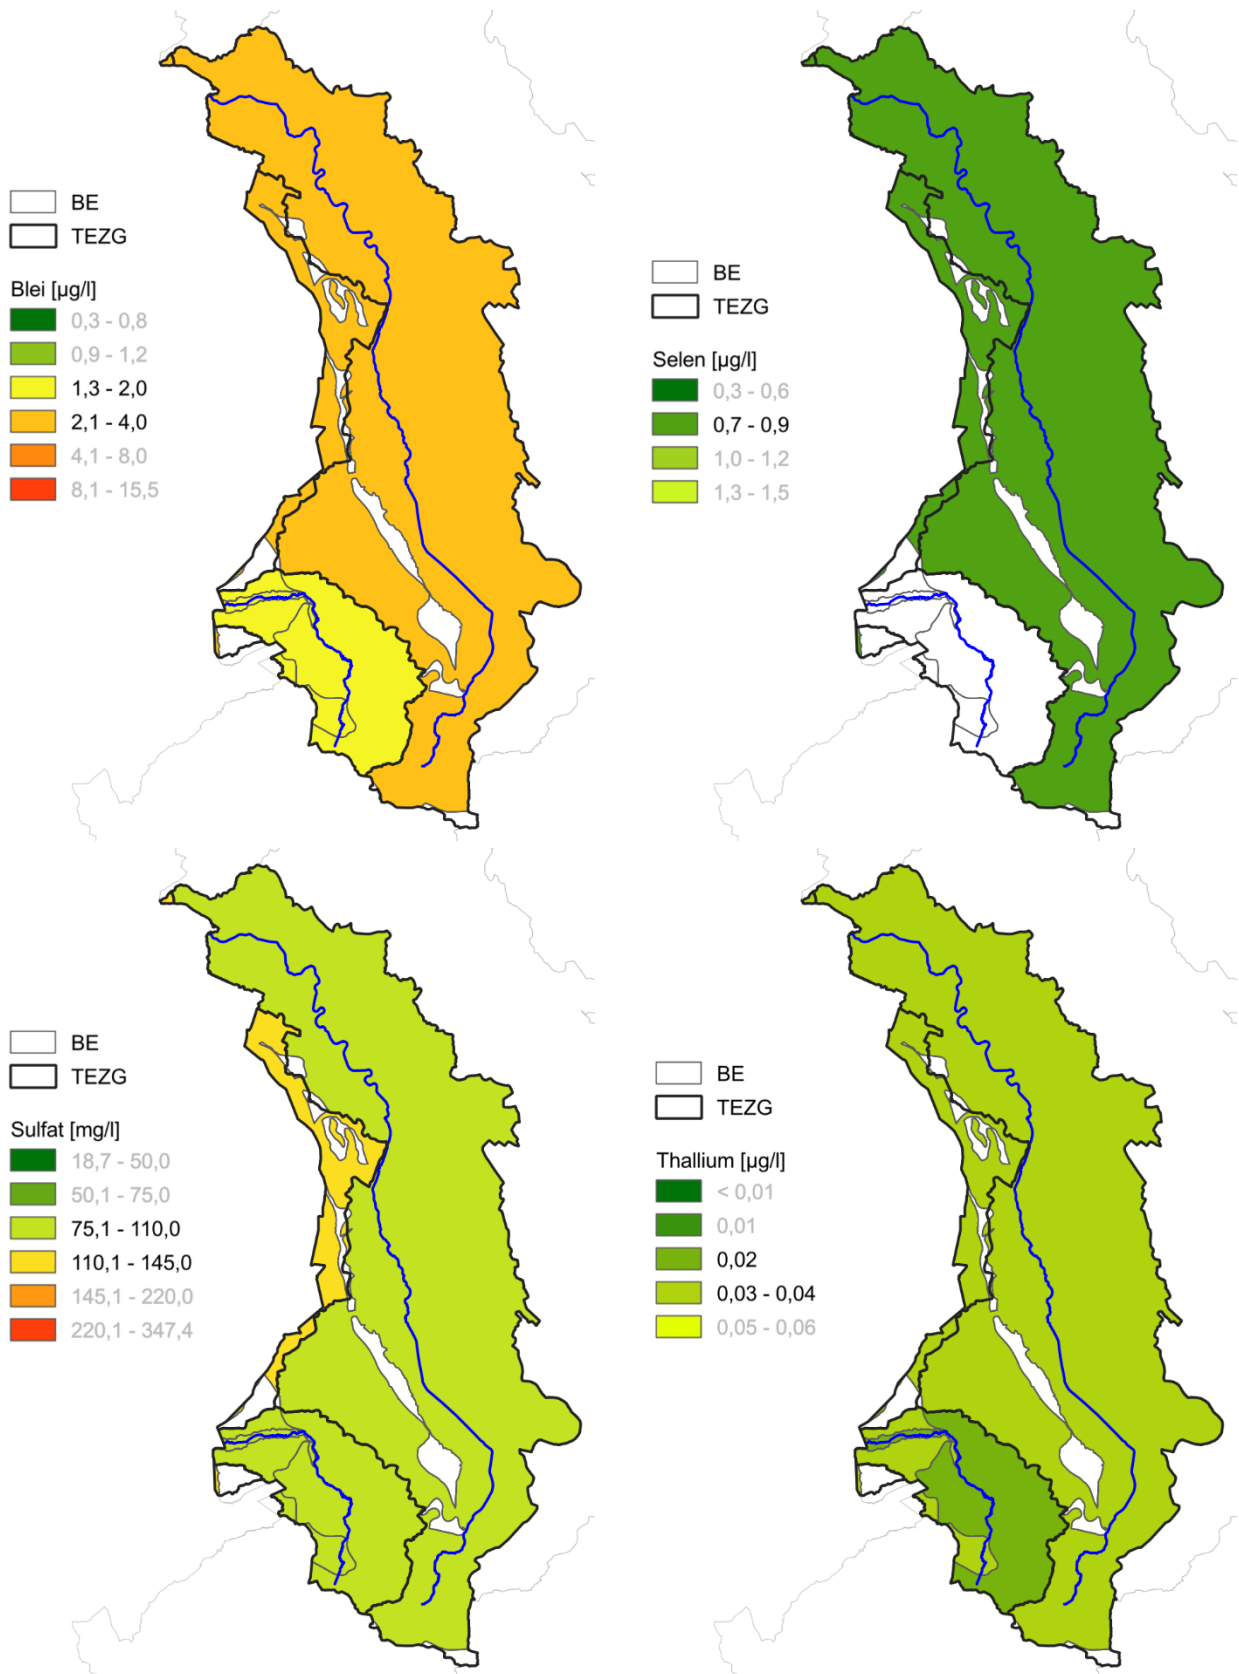 BE
TEZG
Blei [µg/l]
0,3 - 0,8
0,9 - 1,2
1,3 - 2,0
2,1 - 4,0
4,1 - 8,0
8,1 - 15,5
BE
TEZG
Selen [µg/l]
0,3 - 0,6
0,7 - 0,9
1,0 - 1,2
1,3 - 1,5
BE
TEZG
Sulfat [mg/l]
18,7 - 50,0
50,1 - 75,0
75,1 - 110,0
110,1 - 145,0
145,1 - 220,0
220,1 - 347,4
BE
TEZG
Thallium [µg/l]
< 0,01
0,01
0,02
0,03 - 0,04
0,05 - 0,06